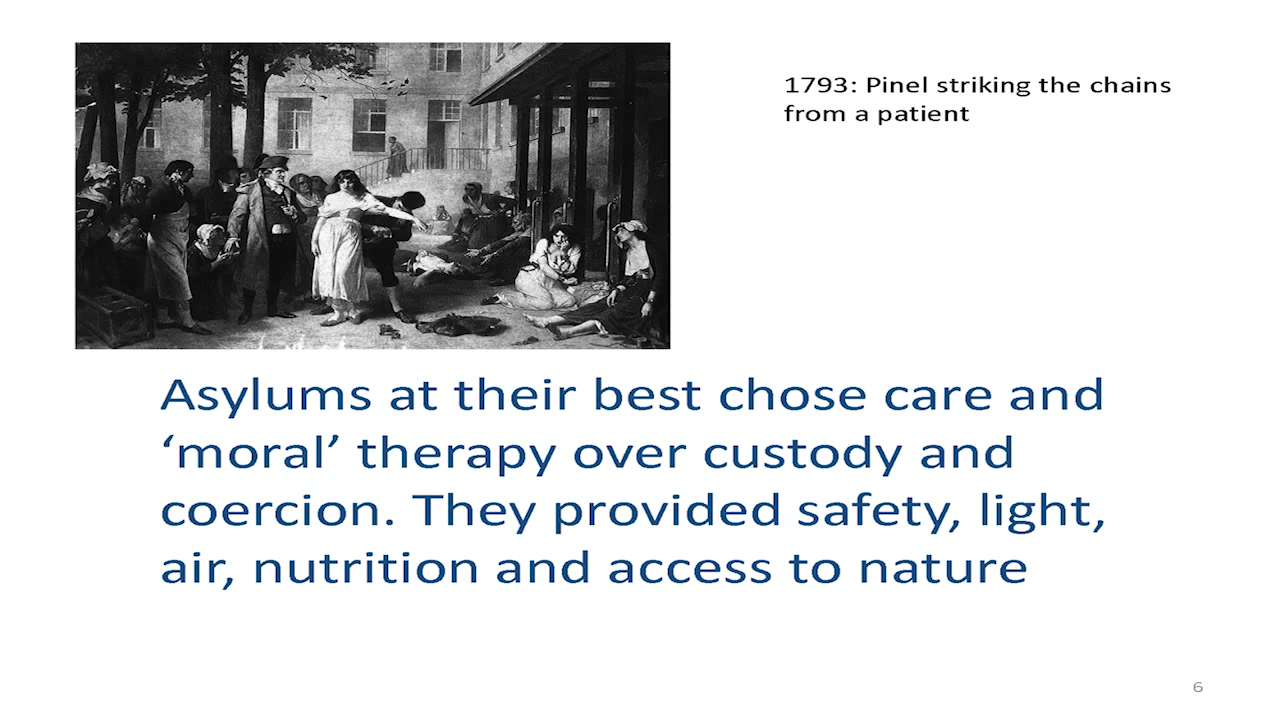 1793: Pinel striking the chains
from a patient
Asylums at their best chose care and
‘moral’ therapy over custody and
coercion. They provided safety, light,
air, nutrition and access to nature
6